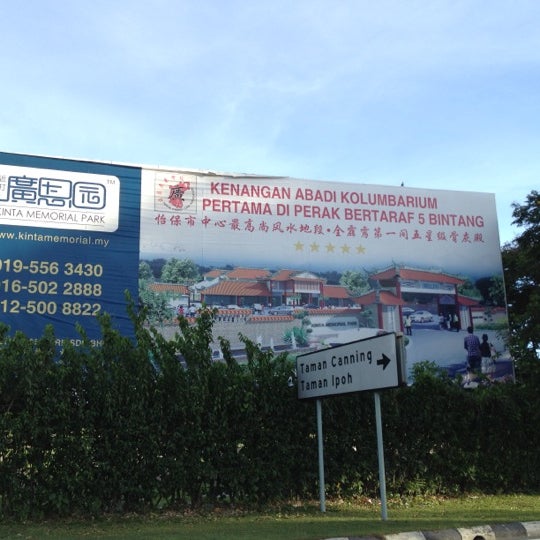 廣恩园
TM
KINTA MEMORIAL PARK
www.kintamemorial.my
019-556 3430
016-502 2888
012-500 8822
KENANGAN ABADI KOLUMBARIUM
PERTAMA DI PERAK BERTARAF 5 BINTANG
怡保市中心最高尚风水地段·全霹雳第一间五星级骨灰殿
Taman Canning
Taman Ipoh